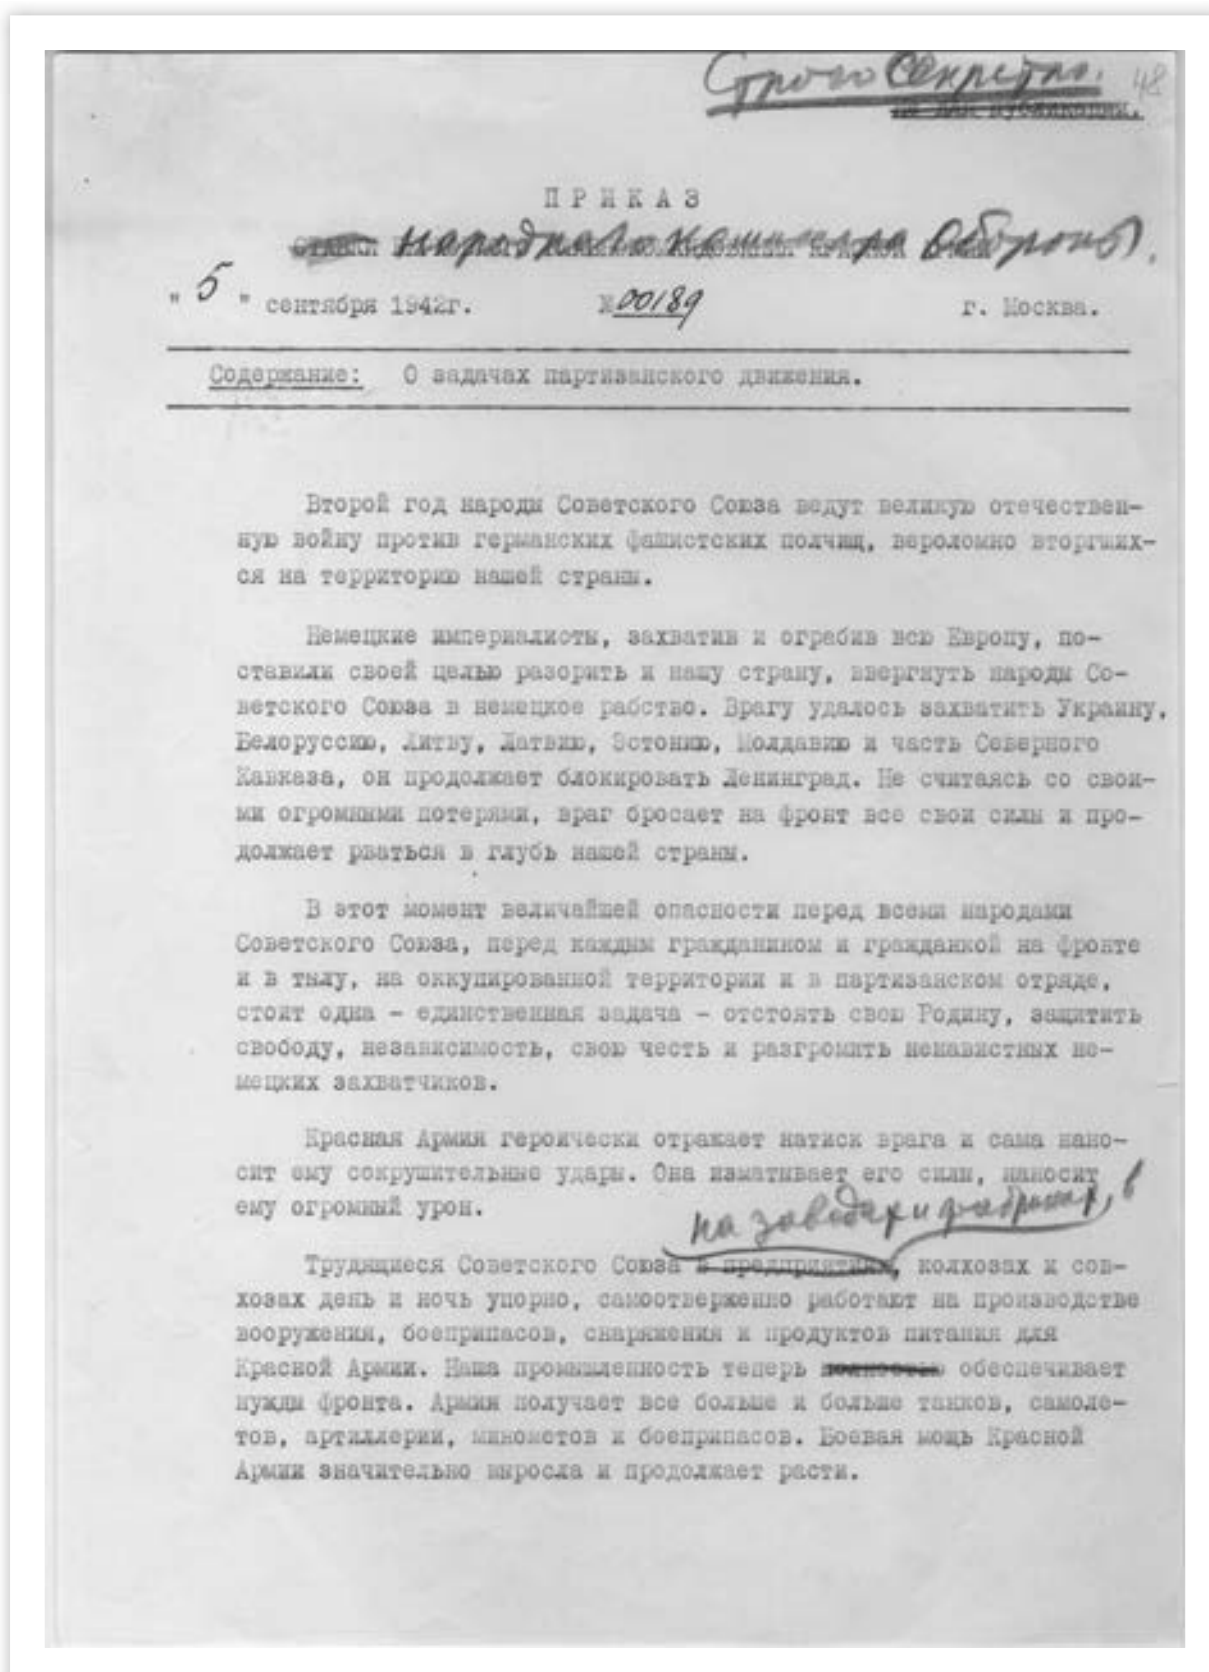 Строго секретно. 48
не для публикации.
ПРИКАЗ
Народного Комиссара Обороны.
"5" сентября 1942г. №00189 г. Москва.
Содержание: О задачах партизанского движения.
Второй год народы Советского Союза ведут великую отечествен-
ную войну против германских фашистских полчищ, вероломно вторгших-
ся на территорию нашей страны.
Немецкие империалисты, захватив и ограбив всю Европу, по-
ставили своей целью разорить и нашу страну, ввергнуть народы Со-
ветского Союза в немецкое рабство. Врагу удалось захватить Украину,
Белоруссию, Литву, Латвию, Эстонию, Молдавию и часть Северного
Кавказа, он продолжает блокировать Ленинград. Не считаясь со свои-
ми огромными потерями, враг бросает на фронт все свои силы и про-
должает рваться в глубь нашей страны.
В этот момент величайшей опасности перед всеми народами
Советского Союза, перед каждым гражданином и гражданкой на фронте
и в тылу, на оккупированной территории и в партизанском отряде,
стоит одна - единственная задача - отстоять свою Родину, защитить
свободу, независимость, свою честь и разгромить ненавистных не-
мецких захватчиков.
Красная Армия героически отражает натиск врага и сама нано-
сит ему сокрушительные удары. Она изматывает его силы, наносит
ему огромный урон.
на заводах и фабриках, в
Трудящиеся Советского Союза в предприятиях, колхозах и сов-
хозах день и ночь упорно, самоотверженно работают на производстве
вооружения, боеприпасов, снаряжения и продуктов питания для
Красной Армии. Наша промышленность теперь полностью обеспечивает
нужды фронта. Армия получает все больше и больше танков, самоле-
тов, артиллерии, минометов и боеприпасов. Боевая мощь Красной
Армии значительно выросла и продолжает расти.